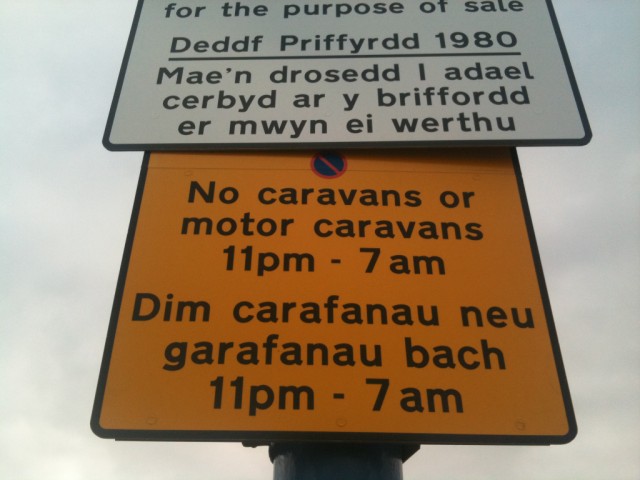 for the purpose of sale
Deddf Priffyrdd 1980
Mae'n drosedd I adael
cerbyd ar y briffordd
er mwyn ei werthu
No caravans or
motor caravans
11pm - 7am
Dim carafanau neu
garafanau bach
11pm - 7am